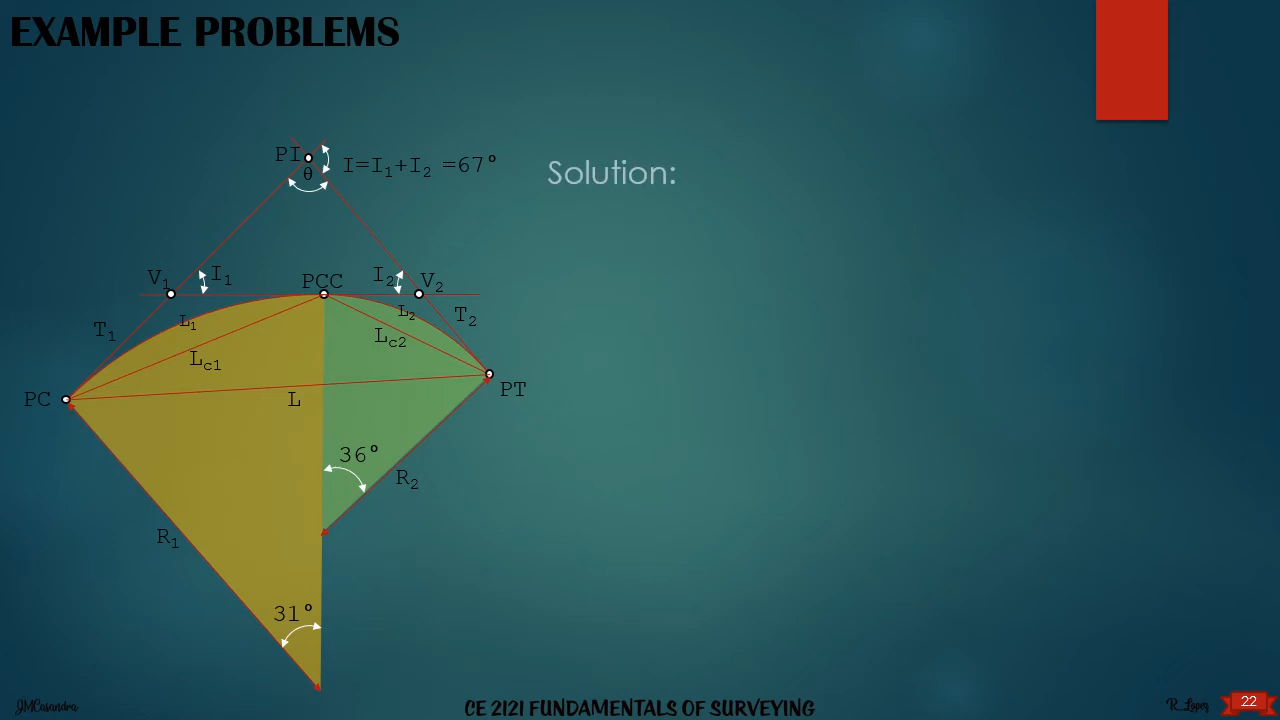 EXAMPLE PROBLEMS
PI
θ
I=I₁+I₂ =67°
Solution:
V₁
I₁
PCC
I₂
V₂
T₁
L₁
L₂
T₂
Lc1
Lc2
PC
L
PT
36°
R₂
R₁
31°
JMCasandra
CE 2121 FUNDAMENTALS OF SURVEYING
R_Lopez
22